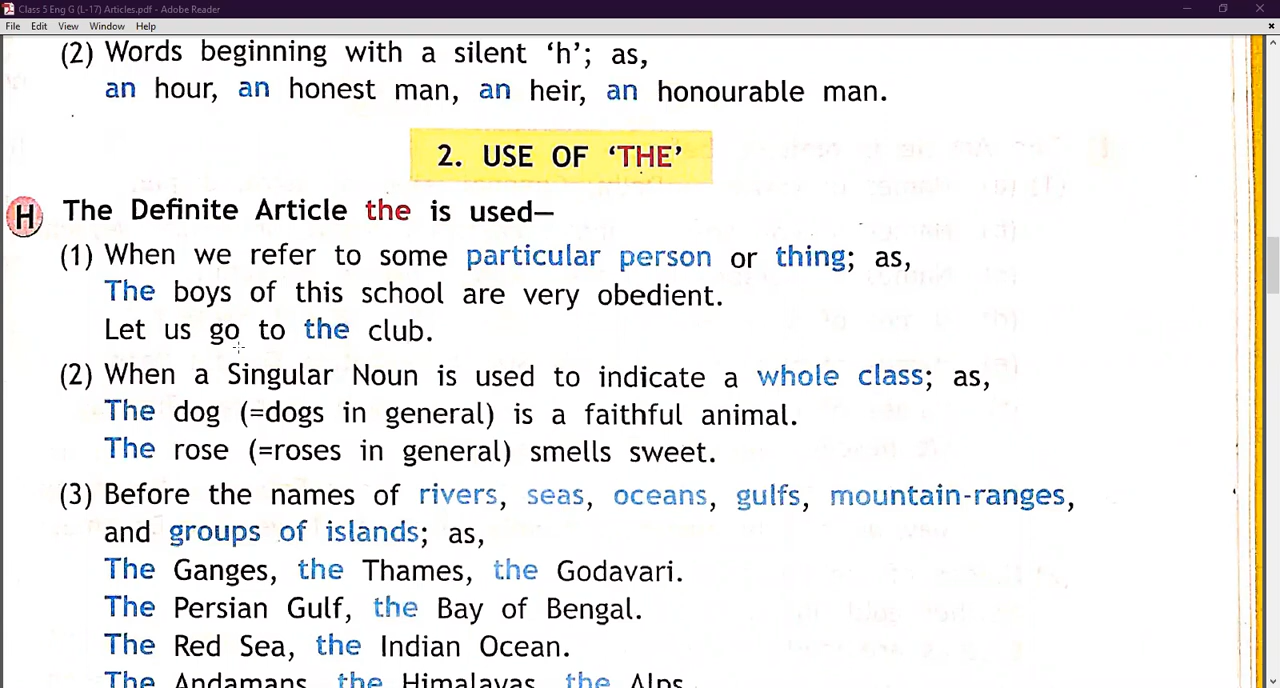 Class 5 Eng G (L-17) Articles.pdf - Adobe Reader
File Edit View Window Help
(2) Words beginning with a silent ‘h’; as,
an hour, an honest man, an heir, an honourable man.
2. USE OF ‘THE’
H The Definite Article the is used—
(1) When we refer to some particular person or thing; as,
The boys of this school are very obedient.
Let us go to the club.
(2) When a Singular Noun is used to indicate a whole class; as,
The dog (=dogs in general) is a faithful animal.
The rose (=roses in general) smells sweet.
(3) Before the names of rivers, seas, oceans, gulfs, mountain-ranges,
and groups of islands; as,
The Ganges, the Thames, the Godavari.
The Persian Gulf, the Bay of Bengal.
The Red Sea, the Indian Ocean.
The Andamans, the Himalayas, the Alps.